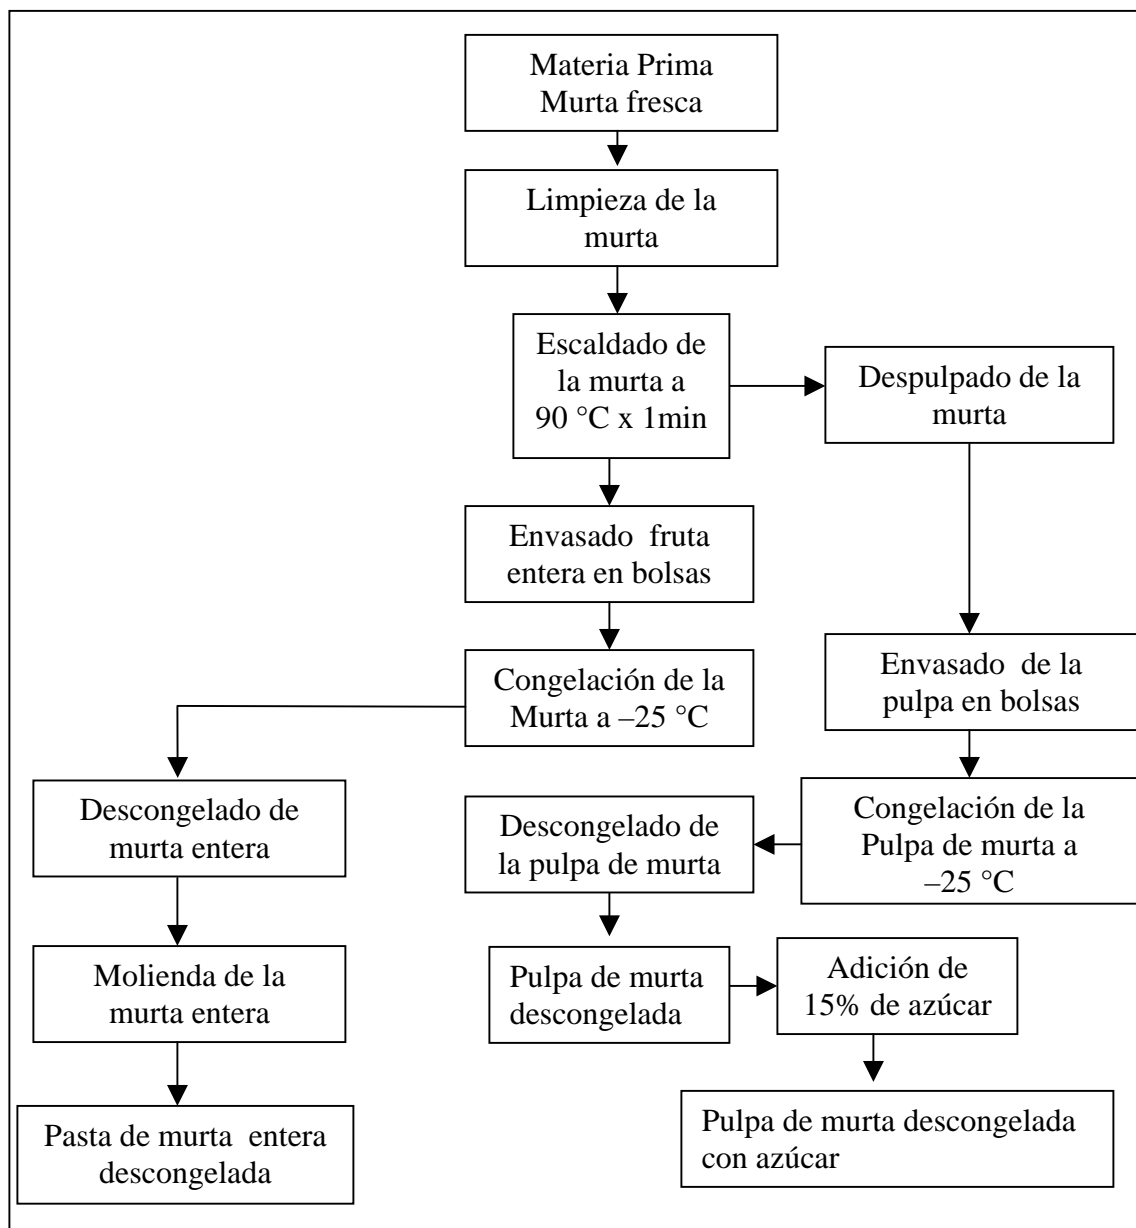 Materia Prima
Murta fresca
Limpieza de la
murta
Escaldado de
la murta a
90 °C x 1min
Despulpado de la
murta
Envasado fruta
entera en bolsas
Envasado de la
pulpa en bolsas
Congelación de la
Murta a –25 °C
Descongelado de
murta entera
Descongelado de
la pulpa de murta
Congelación de la
Pulpa de murta a
–25 °C
Molienda de la
murta entera
Pulpa de murta
descongelada
Adición de
15% de azúcar
Pasta de murta entera
descongelada
Pulpa de murta descongelada
con azúcar